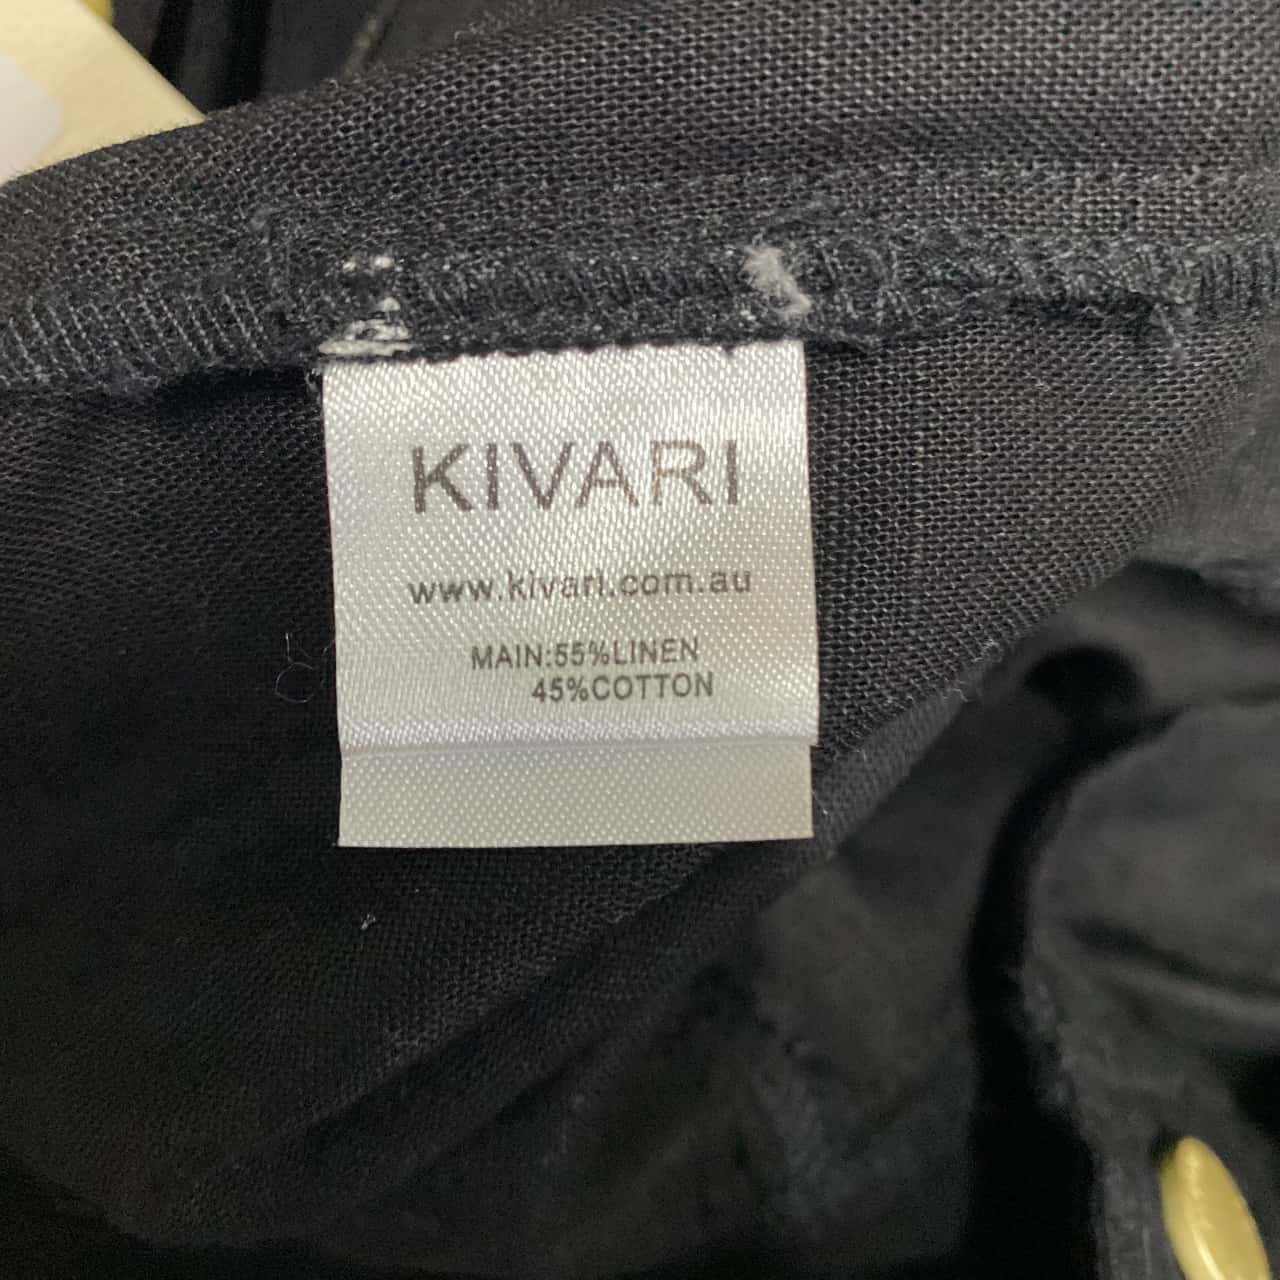 KIVARI
www.kivari.com.au
MAIN:55%LINEN
45%COTTON